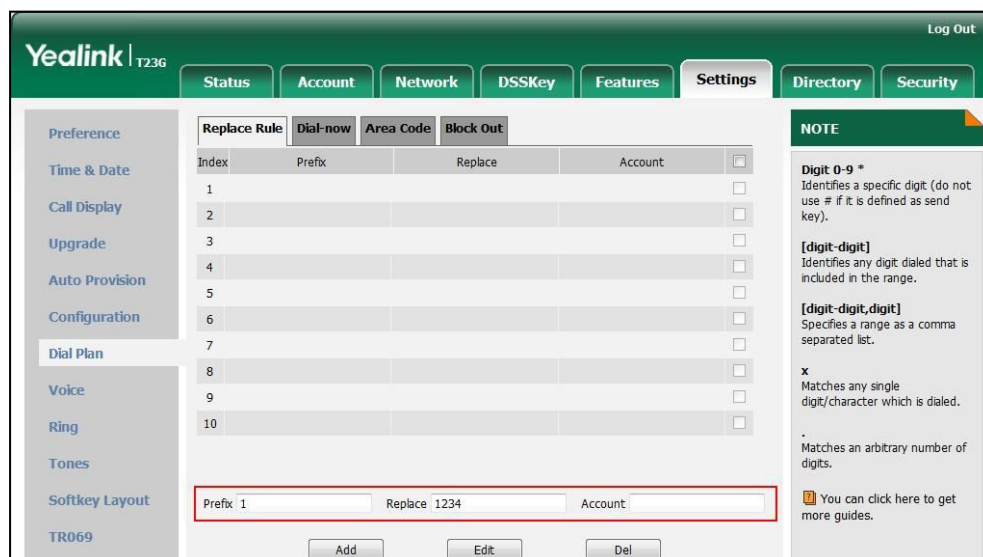 Log Out
Yealink T23G
Status Account Network DSSKey Features Settings Directory Security
Preference
Time & Date
Call Display
Upgrade
Auto Provision
Configuration
Dial Plan
Voice
Ring
Tones
Softkey Layout
TR069
Replace Rule Dial-now Area Code Block Out
Index Prefix Replace Account
1
2
3
4
5
6
7
8
9
10
Prefix 1 Replace 1234 Account
Add Edit Del
NOTE
Digit 0-9 *
Identifies a specific digit (do not
use # if it is defined as send
key).
[digit-digit]
Identifies any digit dialed that is
included in the range.
[digit-digit,digit]
Specifies a range as a comma
separated list.
x
Matches any single
digit/character which is dialed.
.
Matches an arbitrary number of
digits.
You can click here to get
more guides.